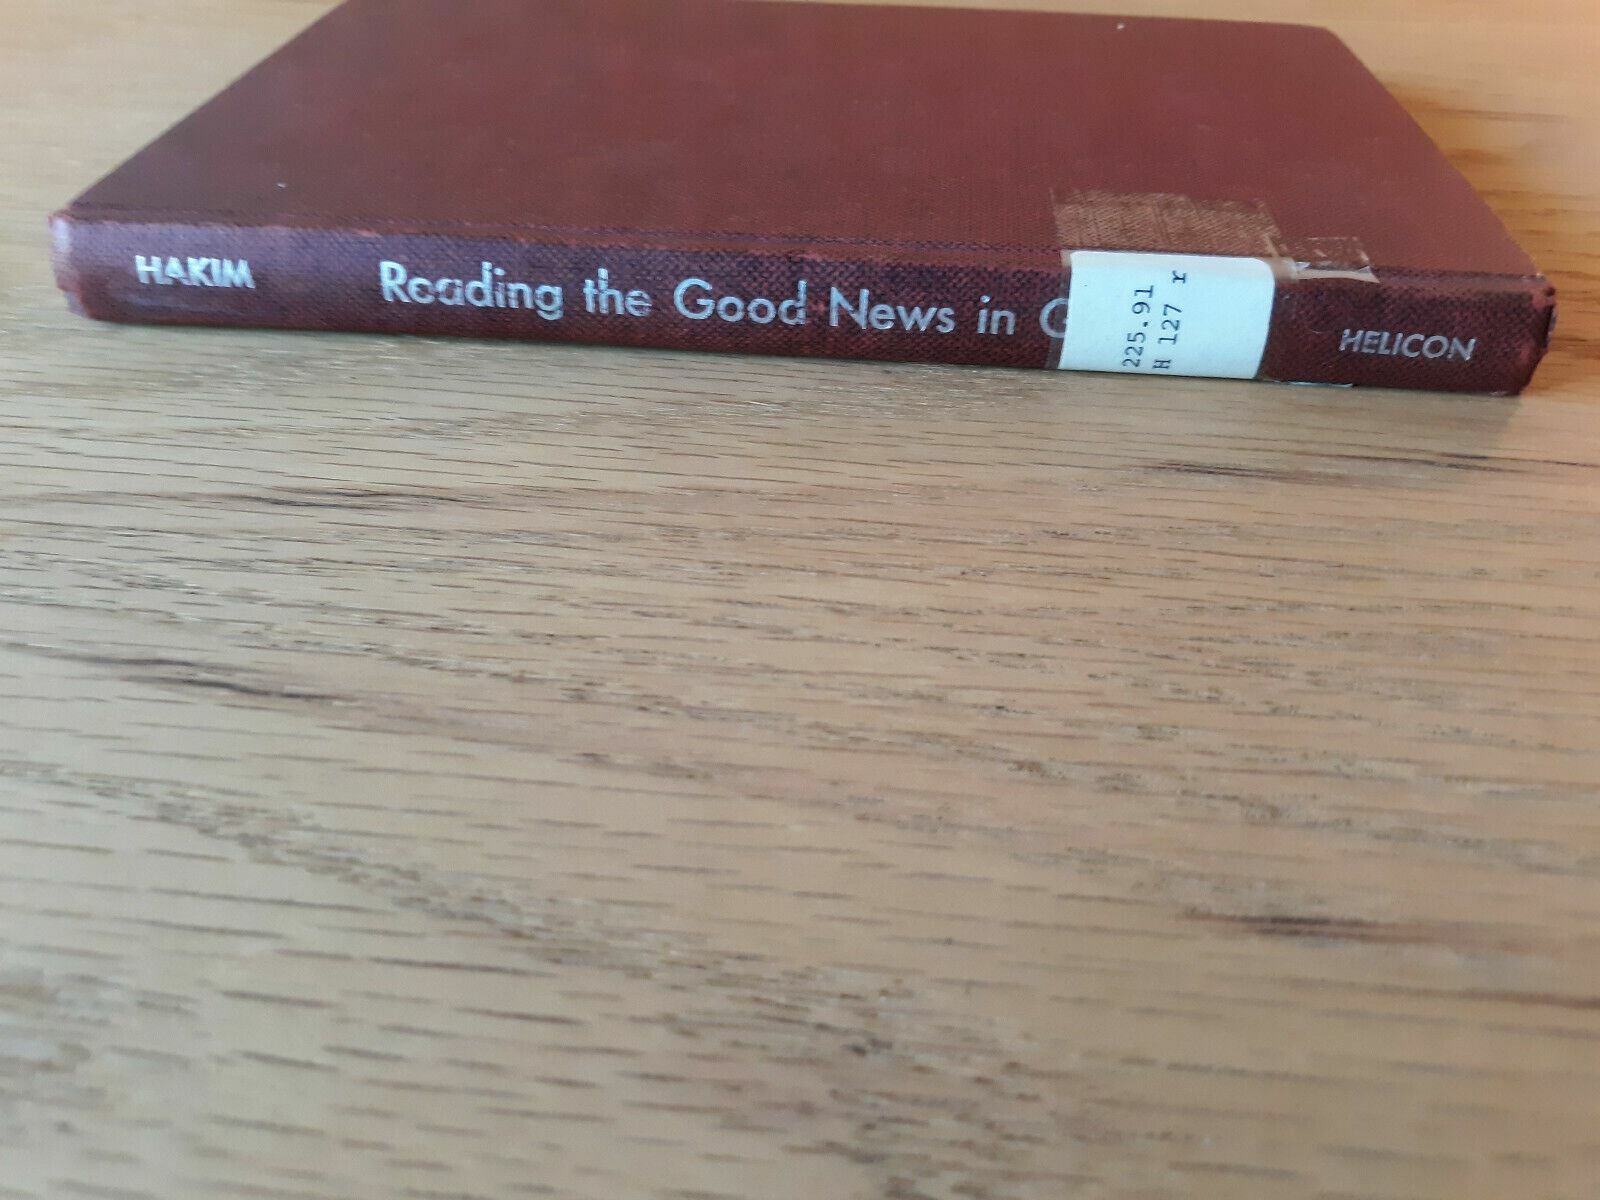 HAKIM
Reading the Good News in G
225.91
H 127 r
HELICON